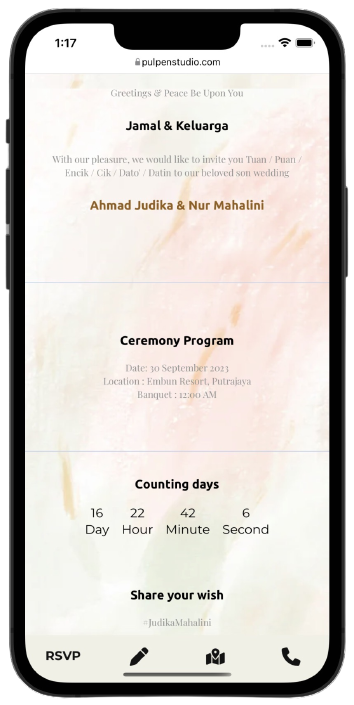 1:17
pulpenstudio.com
Greetings & Peace Be Upon You
Jamal & Keluarga
With our pleasure, we would like to invite you Tuan / Puan /
Encik / Cik / Dato' / Datin to our beloved son wedding
Ahmad Judika & Nur Mahalini
Ceremony Program
Date: 30 September 2023
Location : Embun Resort, Putrajaya
Banquet : 12:00 AM
Counting days
16 22 42 6
Day Hour Minute Second
Share your wish
#JudikaMahalini
RSVP